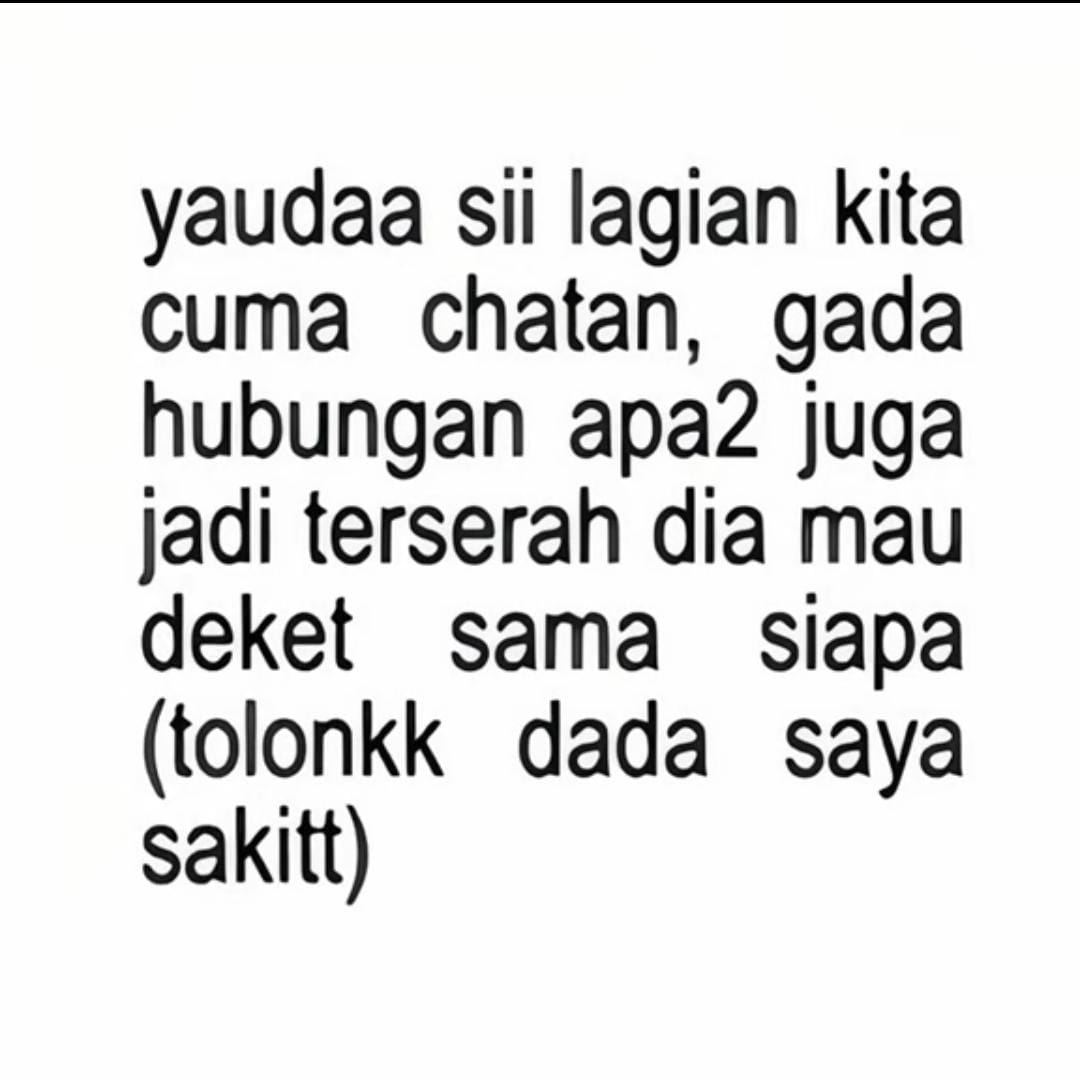 yaudaa sii lagian kita
cuma chatan, gada
hubungan apa2 juga
jadi terserah dia mau
deket sama siapa
(tolonkk dada saya
sakitt)